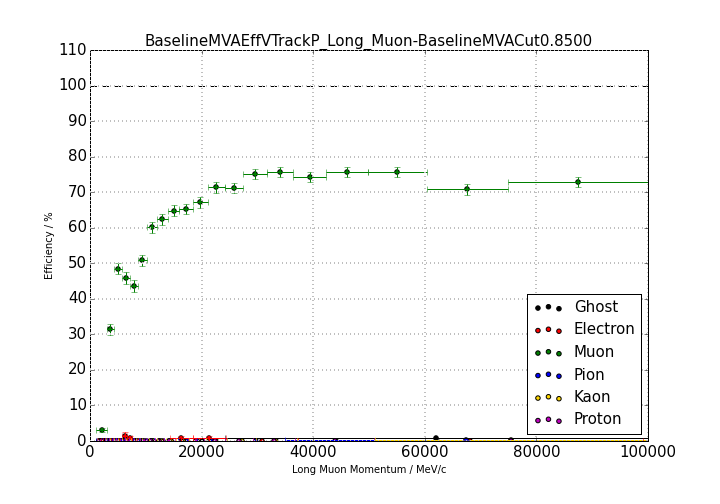 BaselineMVAEffVTrackP_Long_Muon-BaselineMVACut0.8500
110
100
90
80
70
60
50
40
30
20
10
0
Efficiency / %
Ghost
Electron
Muon
Pion
Kaon
Proton
0 20000 40000 60000 80000 100000
Long Muon Momentum / MeV/c